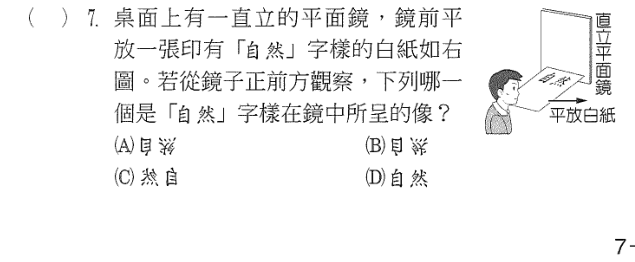 ( ) 7. 桌面上有一直立的平面鏡，鏡前平
放一張印有「自然」字樣的白紙如右
圖。若從鏡子正前方觀察，下列哪一
個是「自然」字樣在鏡中所呈的像？
(A)
(B)
(C)
(D)自然
直立平面鏡
自然
平放白紙
7-